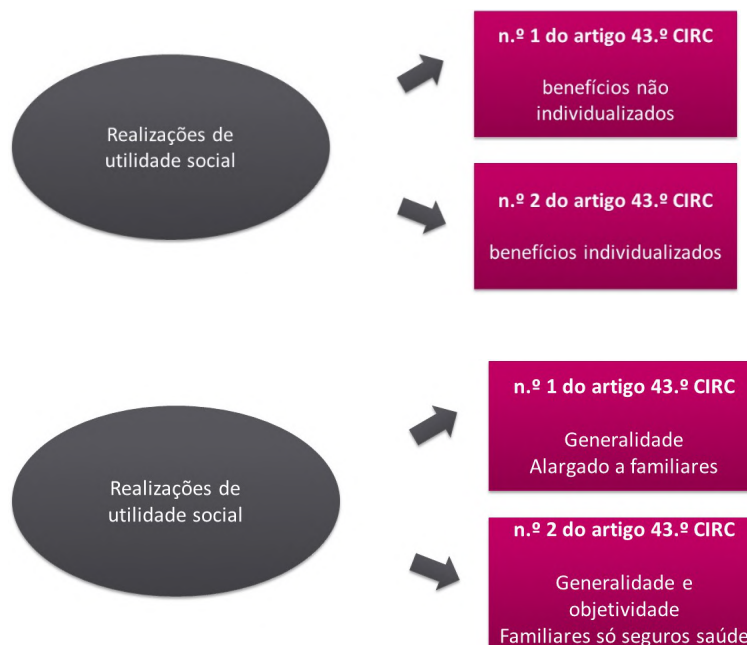 Realizações de
utilidade social
n.º 1 do artigo 43.º CIRC
benefícios não
individualizados
n.º 2 do artigo 43.º CIRC
benefícios individualizados
Realizações de
utilidade social
n.º 1 do artigo 43.º CIRC
Generalidade
Alargado a familiares
n.º 2 do artigo 43.º CIRC
Generalidade e
objetividade
Familiares só seguros saúde